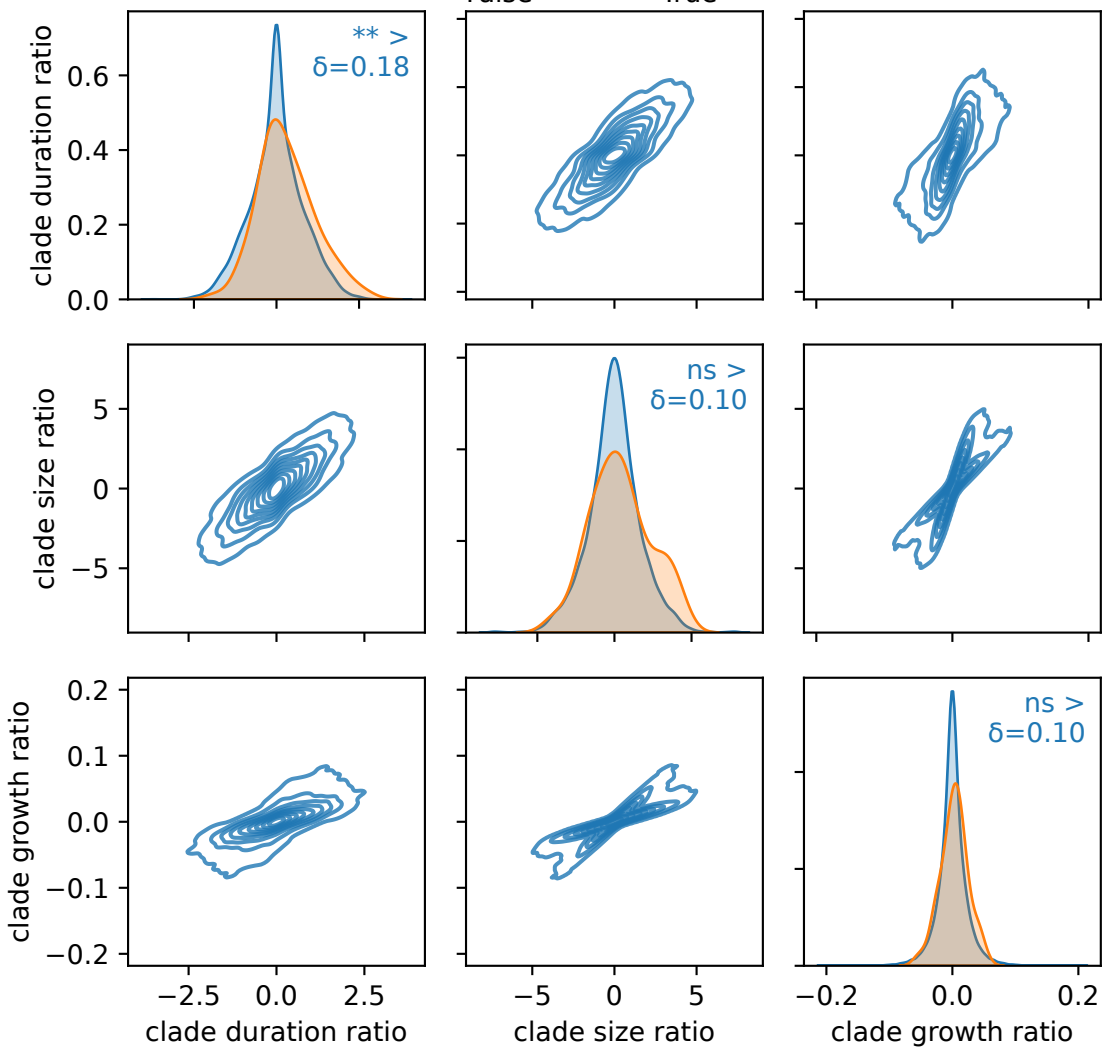 False True
** >
δ=0.18
clade duration ratio
0.6
0.4
0.2
0.0
ns >
δ=0.10
clade size ratio
5
0
−5
ns >
δ=0.10
clade growth ratio
0.2
0.1
0.0
−0.1
−0.2
−2.5 0.0 2.5
−5 0 5
−0.2 0.0 0.2
clade duration ratio
clade size ratio
clade growth ratio